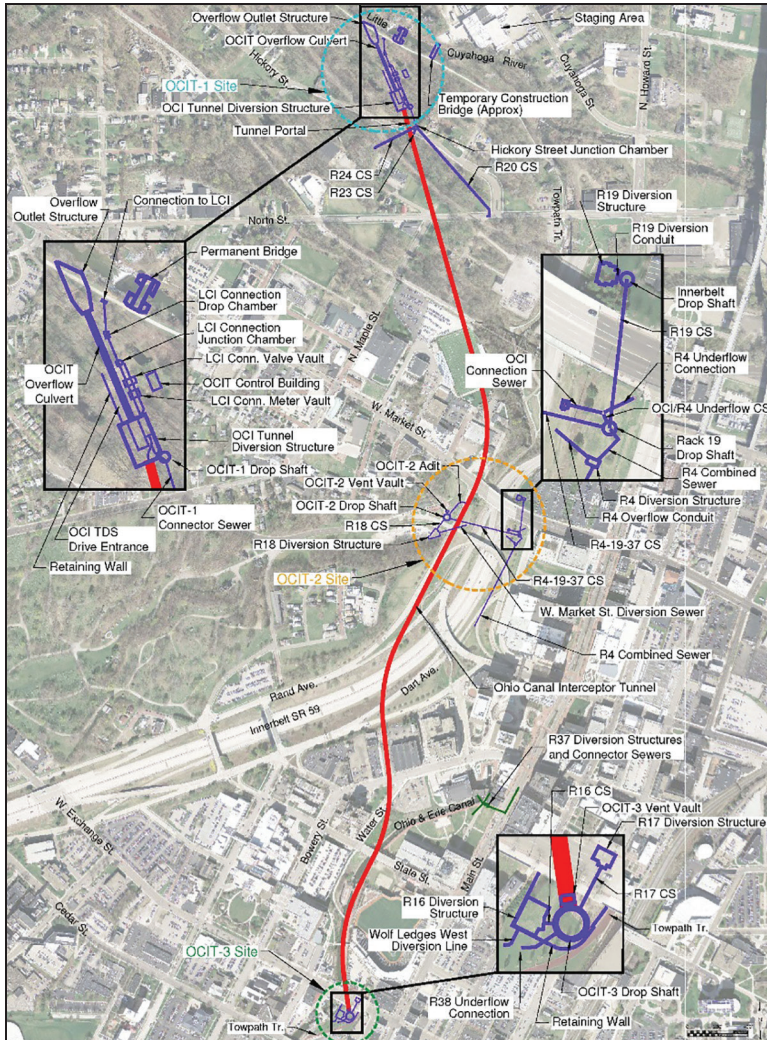 Overflow Outlet Structure
OCIT Overflow Culvert
Little
Cuyahoga River
Staging Area
Hickory St.
Cuyahoga St.
N. Howard St.
OCIT-1 Site
OCI Tunnel Diversion Structure
Temporary Construction
Bridge (Approx)
Tunnel Portal
Hickory Street Junction Chamber
R24 CS
R23 CS
R20 CS
North St.
Towpath Tr.
Overflow
Outlet Structure
Connection to LCI
Permanent Bridge
LCI Connection
Drop Chamber
LCI Connection
Junction Chamber
LCI Conn. Valve Vault
OCIT
Overflow
Culvert
OCIT Control Building
LCI Conn. Meter Vault
OCI Tunnel
Diversion Structure
OCIT-1 Drop Shaft
OCIT-1
Connector Sewer
OCI TDS
Drive Entrance
Retaining Wall
R19 Diversion
Structure
R19 Diversion
Conduit
Innerbelt
Drop Shaft
R19 CS
OCI
Connection
Sewer
R4 Underflow
Connection
OCI/R4 Underflow CS
Rack 19
Drop Shaft
R4 Combined
Sewer
R4 Diversion Structure
R4 Overflow Conduit
R4-19-37 CS
N. Maple St.
W. Market St.
OCIT-2 Adit
OCIT-2 Vent Vault
OCIT-2 Drop Shaft
R18 CS
R18 Diversion Structure
OCIT-2 Site
R4-19-37 CS
W. Market St. Diversion Sewer
R4 Combined Sewer
Ohio Canal Interceptor Tunnel
Rand Ave.
Innerbelt SR 59
Dart Ave.
R37 Diversion Structures
and Connector Sewers
W. Exchange St.
Cedar St.
Bowery St.
Water St.
Ohio & Erie Canal
State St.
Main St.
R16 CS
OCIT-3 Vent Vault
R17 Diversion Structure
R17 CS
R16 Diversion
Structure
Wolf Ledges West
Diversion Line
Towpath Tr.
OCIT-3 Site
R38 Underflow
Connection
OCIT-3 Drop Shaft
Retaining Wall
Towpath Tr.